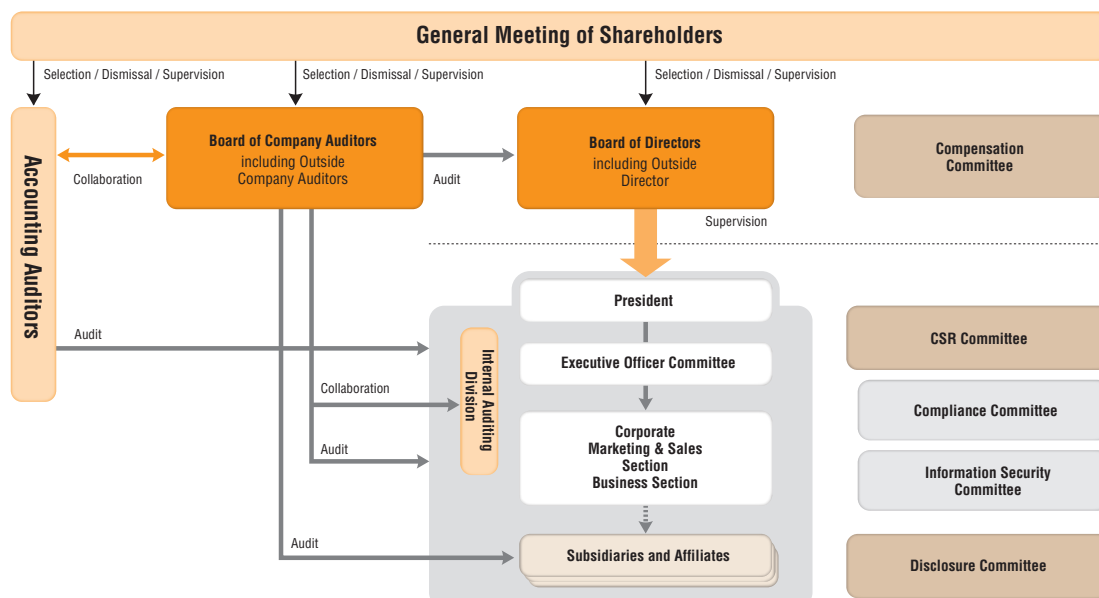 General Meeting of Shareholders
Selection / Dismissal / Supervision
Selection / Dismissal / Supervision
Selection / Dismissal / Supervision
Accounting Auditors
Collaboration
Board of Company Auditors
including Outside
Company Auditors
Audit
Board of Directors
including Outside
Director
Compensation
Committee
Supervision
President
Audit
Internal Auditing
Division
Executive Officer Committee
CSR Committee
Collaboration
Compliance Committee
Corporate
Marketing & Sales
Section
Business Section
Audit
Information Security
Committee
Audit
Subsidiaries and Affiliates
Disclosure Committee